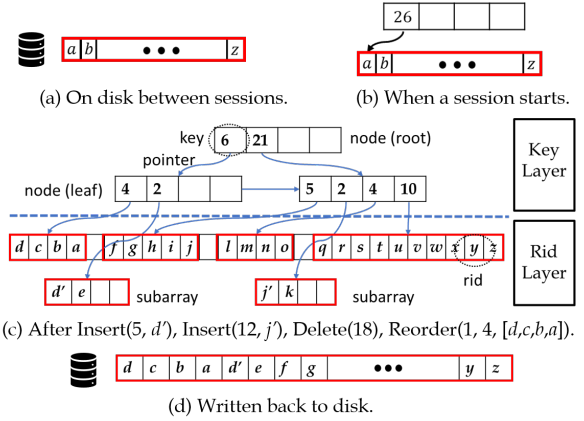 a b ••• z
(a) On disk between sessions.
26
a b ••• z
(b) When a session starts.
key 6 21 node (root)
pointer
node (leaf) 4 2 5 2 4 10
Key Layer
d c b a f g h i j l m n o q r s t u v w x y z
d' e subarray j' k subarray rid
Rid Layer
(c) After Insert(5, d'), Insert(12, j'), Delete(18), Reorder(1, 4, [d,c,b,a]).
d c b a d' e f g ••• y z
(d) Written back to disk.